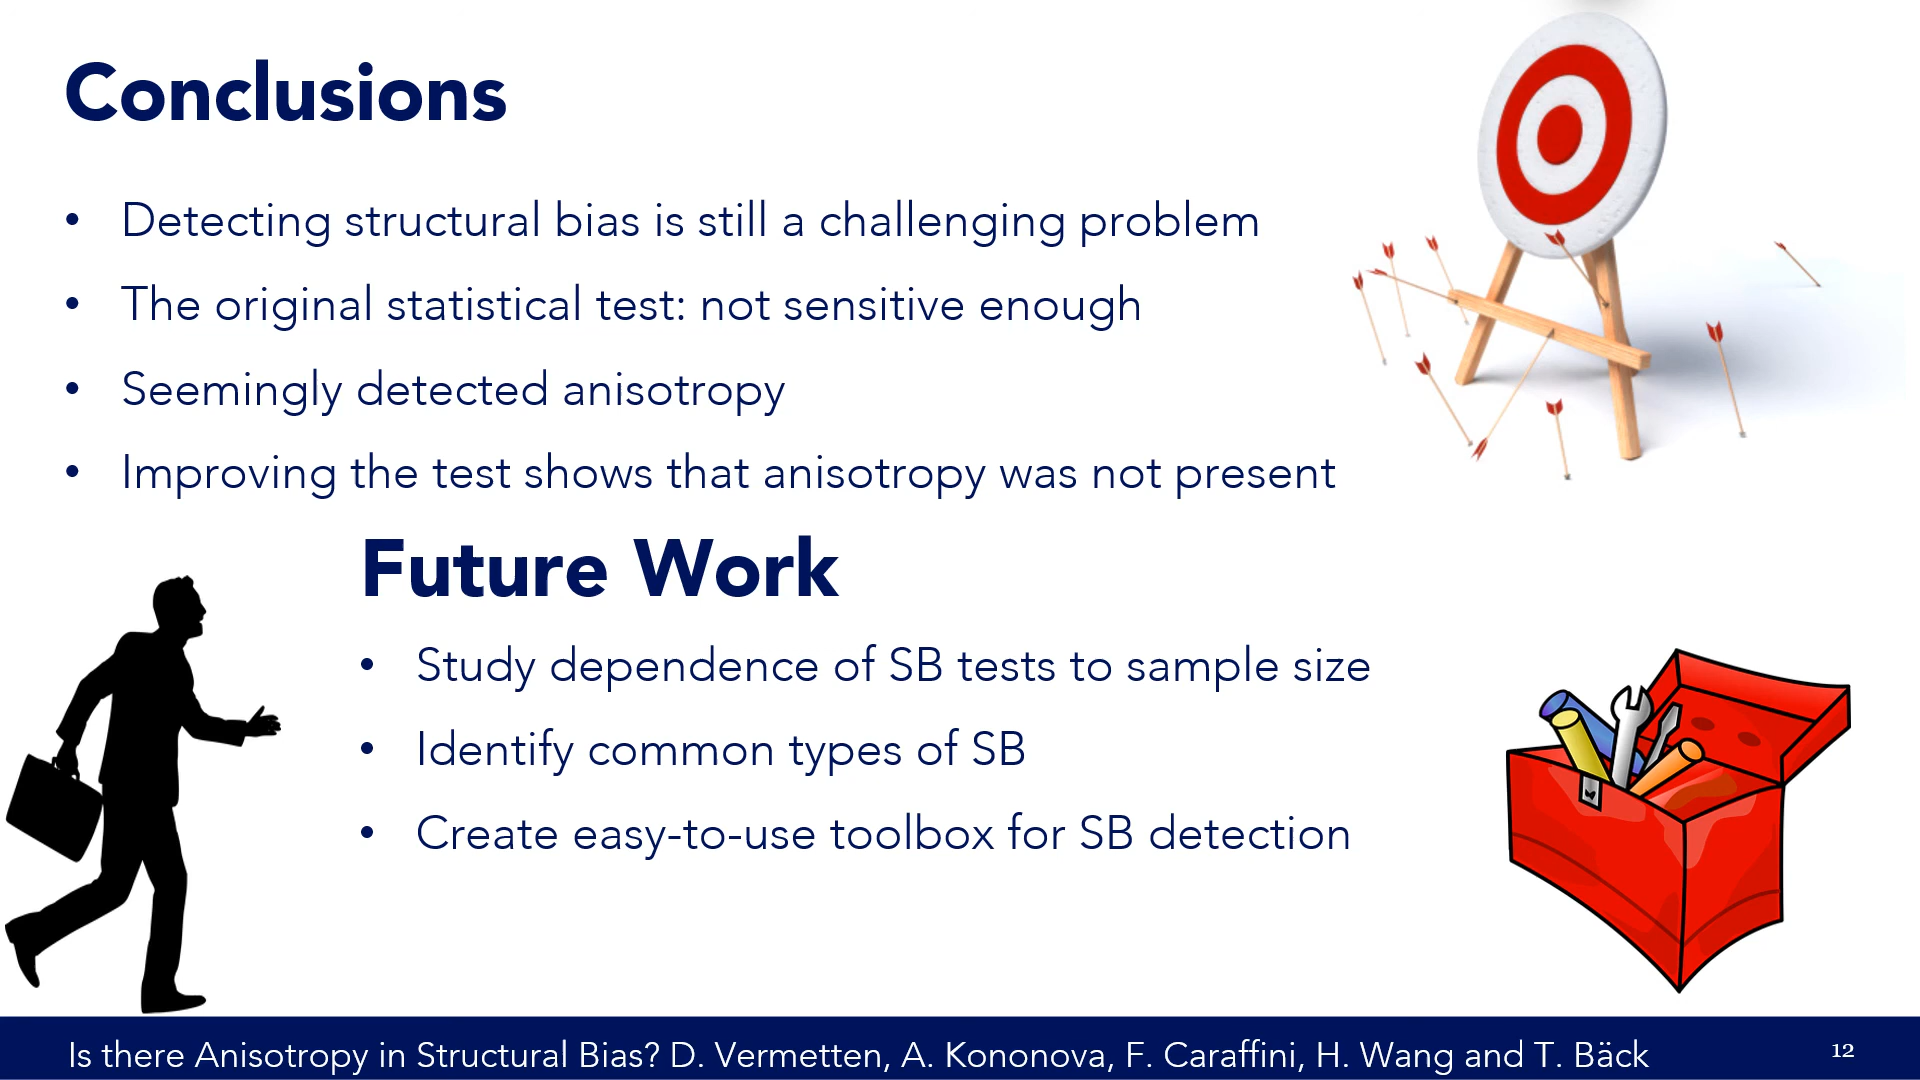 Conclusions
• Detecting structural bias is still a challenging problem
• The original statistical test: not sensitive enough
• Seemingly detected anisotropy
• Improving the test shows that anisotropy was not present
Future Work
• Study dependence of SB tests to sample size
• Identify common types of SB
• Create easy-to-use toolbox for SB detection
Is there Anisotropy in Structural Bias? D. Vermetten, A. Kononova, F. Caraffini, H. Wang and T. Bäck
12